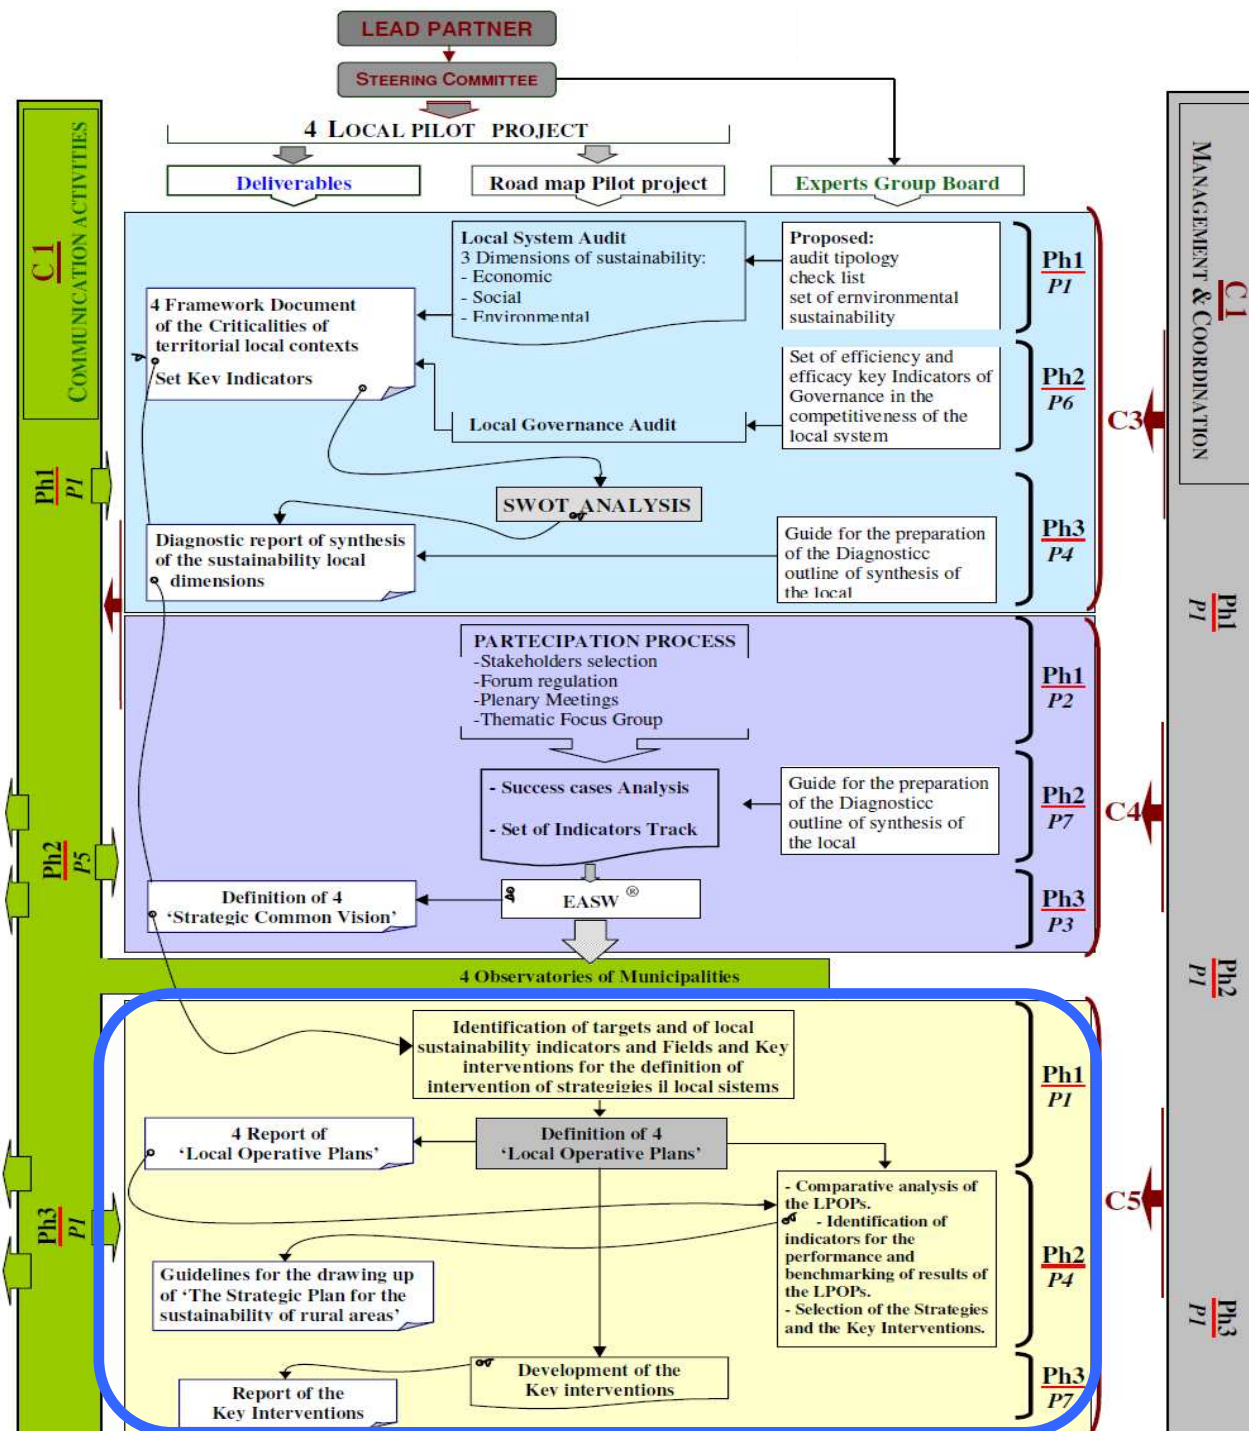 LEAD PARTNER
STEERING COMMITTEE
4 LOCAL PILOT PROJECT
Deliverables
Road map Pilot project
Experts Group Board
C 1
COMMUNICATION ACTIVITIES
Ph1
P1
Ph2
P5
Ph3
P1
Local System Audit
3 Dimensions of sustainability:
- Economic
- Social
- Environmental
Proposed:
audit tipology
check list
set of ernvironmental
sustainability
Ph1
P1
4 Framework Document
of the Criticalities of
territorial local contexts
Set Key Indicators
Local Governance Audit
Set of efficiency and
efficacy key Indicators of
Governance in the
competitiveness of the
local system
Ph2
P6
C3
SWOT ANALYSIS
Diagnostic report of synthesis
of the sustainability local
dimensions
Guide for the preparation
of the Diagnosticc
outline of synthesis of
the local
Ph3
P4
PARTECIPATION PROCESS
-Stakeholders selection
-Forum regulation
-Plenary Meetings
-Thematic Focus Group
Ph1
P2
- Success cases Analysis
- Set of Indicators Track
Guide for the preparation
of the Diagnosticc
outline of synthesis of
the local
Ph2
P7
C4
Definition of 4
‘Strategic Common Vision’
EASW ®
Ph3
P3
4 Observatories of Municipalities
Identification of targets and of local
sustainability indicators and Fields and Key
interventions for the definition of
intervention of strategigies il local sistems
Ph1
P1
4 Report of
‘Local Operative Plans’
Definition of 4
‘Local Operative Plans’
- Comparative analysis of
the LPOPs.
- Identification of
indicators for the
performance and
benchmarking of results of
the LPOPs.
- Selection of the Strategies
and the Key Interventions.
Ph2
P4
C5
Guidelines for the drawing up
of ‘The Strategic Plan for the
sustainability of rural areas’
Development of the
Key interventions
Report of the
Key Interventions
Ph3
P7
C 1
MANAGEMENT & COORDINATION
Ph1
P1
Ph2
P1
Ph3
P1